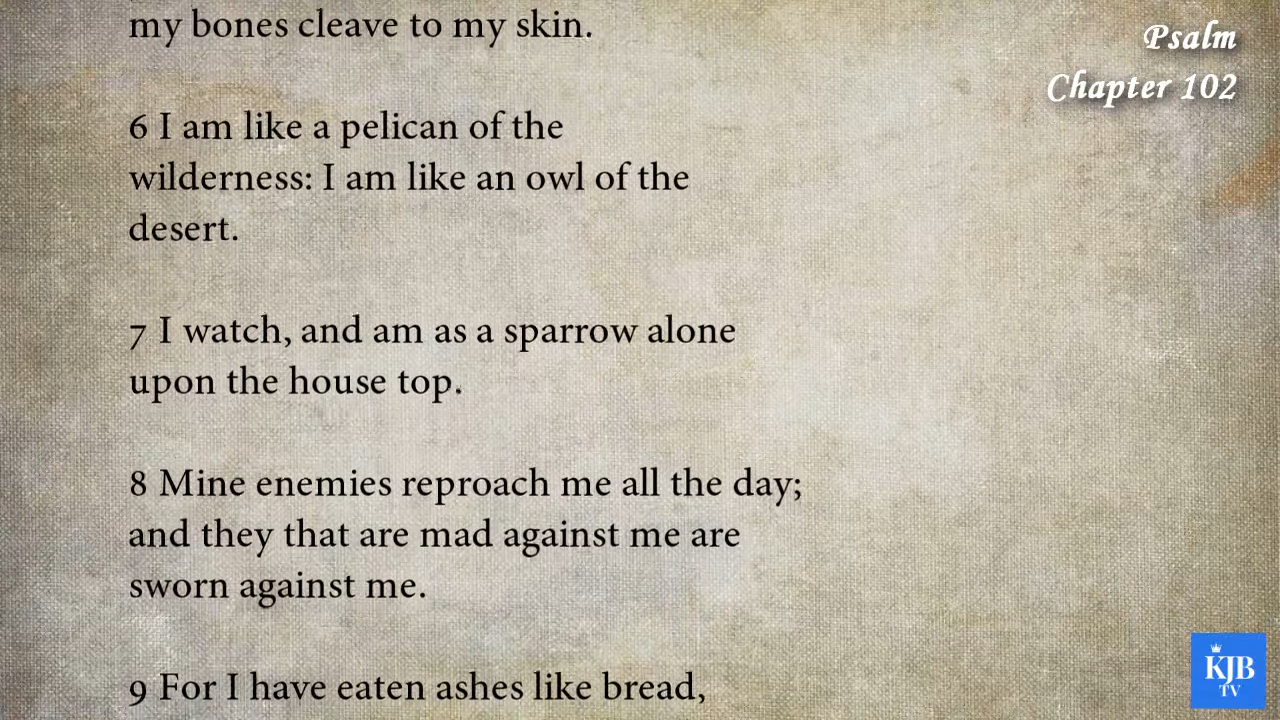 my bones cleave to my skin.
Psalm
Chapter 102
6 I am like a pelican of the
wilderness: I am like an owl of the
desert.
7 I watch, and am as a sparrow alone
upon the house top.
8 Mine enemies reproach me all the day;
and they that are mad against me are
sworn against me.
9 For I have eaten ashes like bread,
KJB
TV